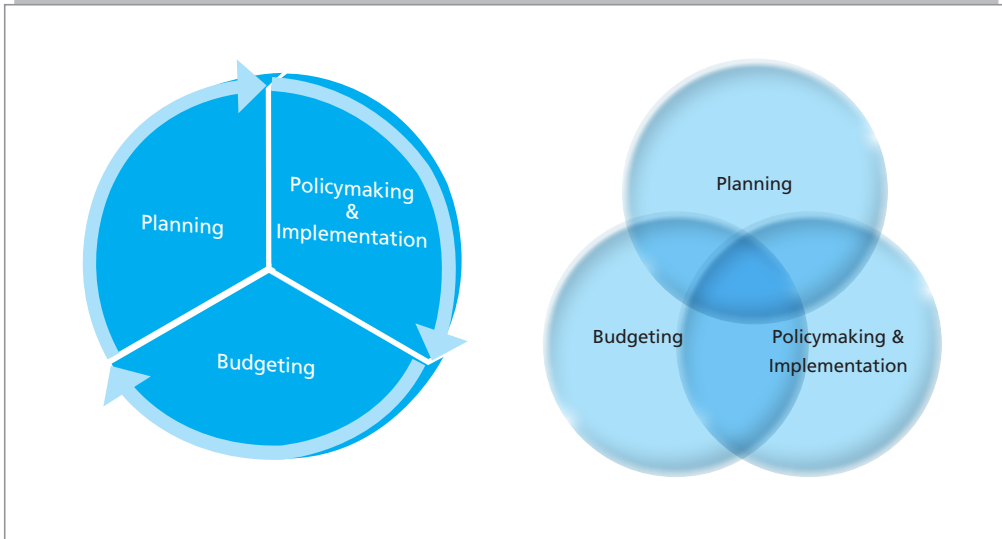 Planning
Policymaking
&
Implementation
Budgeting
Planning
Budgeting
Policymaking &
Implementation